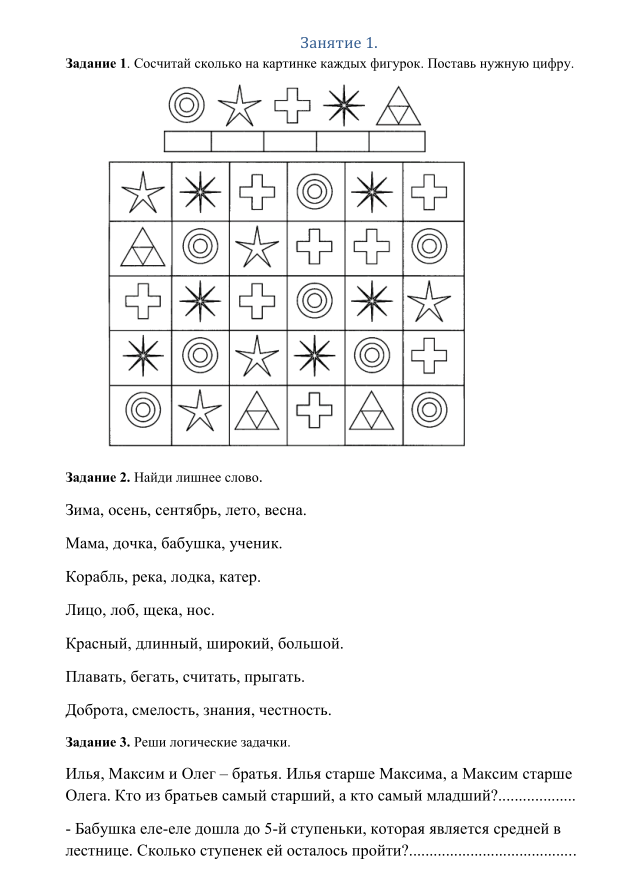 Занятие 1.
Задание 1. Сосчитай сколько на картинке каждых фигурок. Поставь нужную цифру.
Задание 2. Найди лишнее слово.
Зима, осень, сентябрь, лето, весна.
Мама, дочка, бабушка, ученик.
Корабль, река, лодка, катер.
Лицо, лоб, щека, нос.
Красный, длинный, широкий, большой.
Плавать, бегать, считать, прыгать.
Доброта, смелость, знания, честность.
Задание 3. Реши логические задачки.
Илья, Максим и Олег – братья. Илья старше Максима, а Максим старше
Олега. Кто из братьев самый старший, а кто самый младший?...................
- Бабушка еле-еле дошла до 5-й ступеньки, которая является средней в
лестнице. Сколько ступенек ей осталось пройти?.........................................